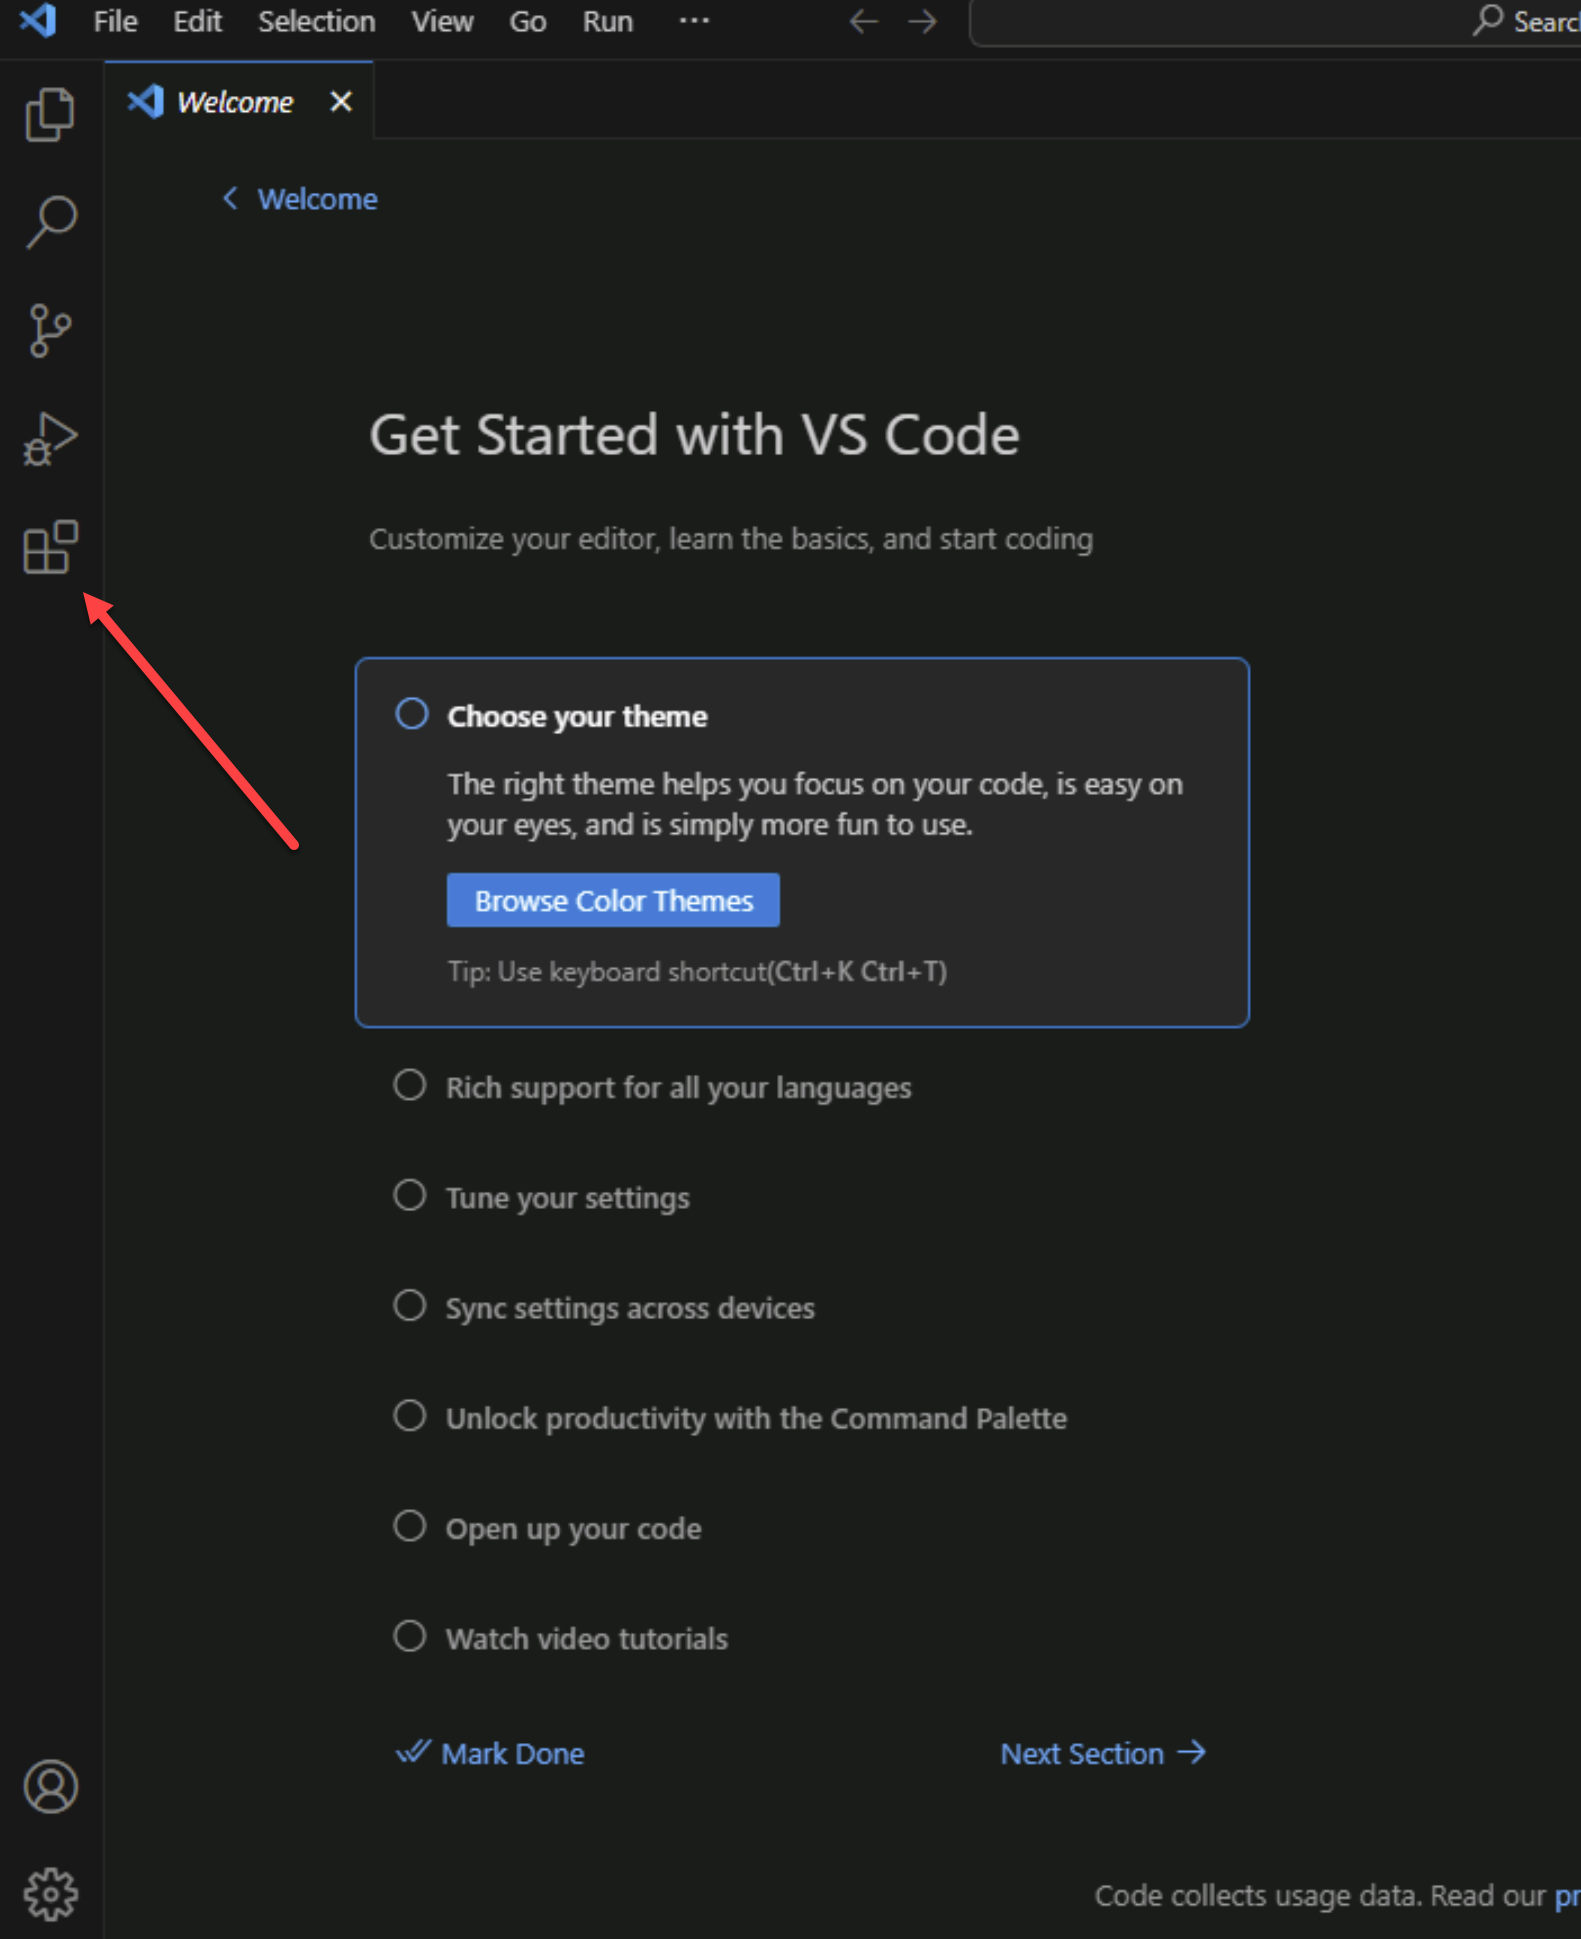 File Edit Selection View Go Run ··· Search
Welcome
Welcome
Get Started with VS Code
Customize your editor, learn the basics, and start coding
Choose your theme
The right theme helps you focus on your code, is easy on
your eyes, and is simply more fun to use.
Browse Color Themes
Tip: Use keyboard shortcut(Ctrl+K Ctrl+T)
Rich support for all your languages
Tune your settings
Sync settings across devices
Unlock productivity with the Command Palette
Open up your code
Watch video tutorials
Mark Done Next Section
Code collects usage data. Read our pr